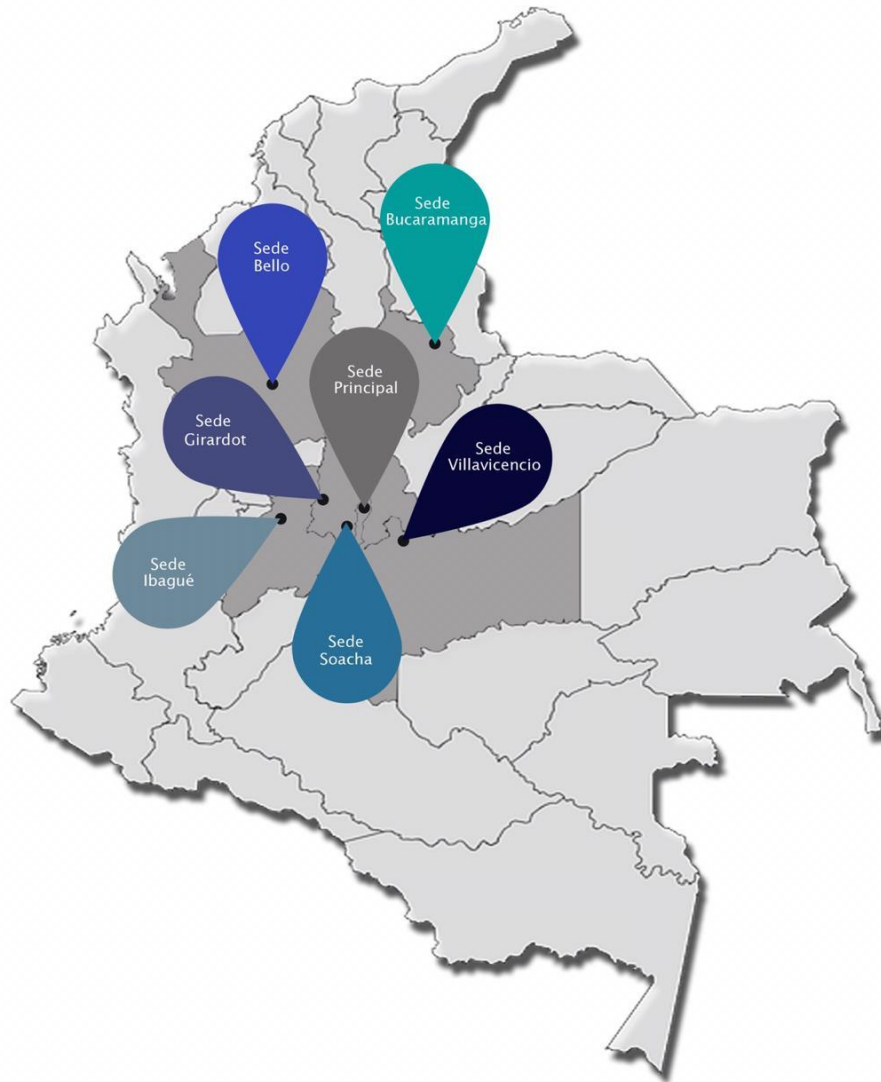 Sede
Bucaramanga
Sede
Bello
Sede
Principal
Sede
Girardot
Sede
Villavicencio
Sede
Ibagué
Sede
Soacha